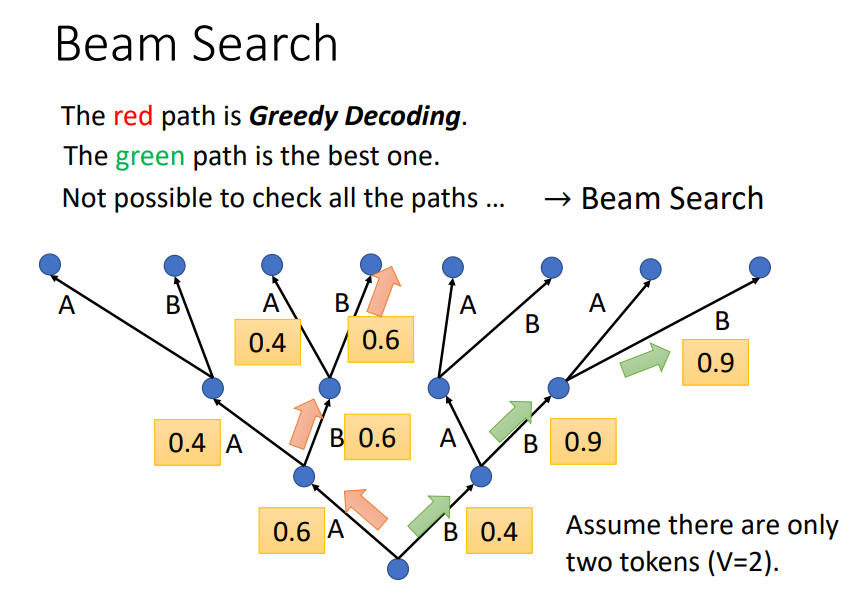 Beam Search
The red path is Greedy Decoding.
The green path is the best one.
Not possible to check all the paths … → Beam Search
A B A B A B A B
0.4 0.6 0.9
0.4 A B 0.6 A B 0.9
0.6 A B 0.4
Assume there are only
two tokens (V=2).